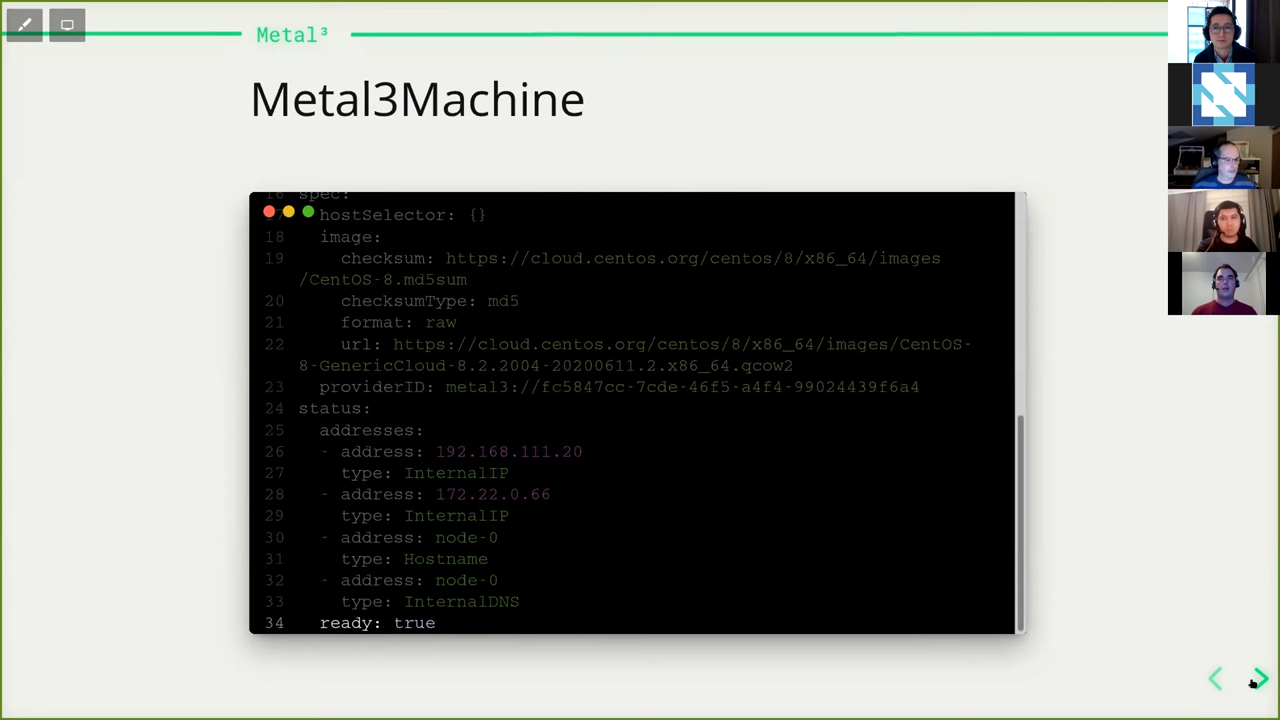 Metal³
Metal3Machine
16 spec:
17 hostSelector: {}
18 image:
19 checksum: https://cloud.centos.org/centos/8/x86_64/images
/CentOS-8.md5sum
20 checksumType: md5
21 format: raw
22 url: https://cloud.centos.org/centos/8/x86_64/images/CentOS-
8-GenericCloud-8.2.2004-20200611.2.x86_64.qcow2
23 providerID: metal3://fc5847cc-7cde-46f5-a4f4-99024439f6a4
24 status:
25 addresses:
26 - address: 192.168.111.20
27 type: InternalIP
28 - address: 172.22.0.66
29 type: InternalIP
30 - address: node-0
31 type: Hostname
32 - address: node-0
33 type: InternalDNS
34 ready: true